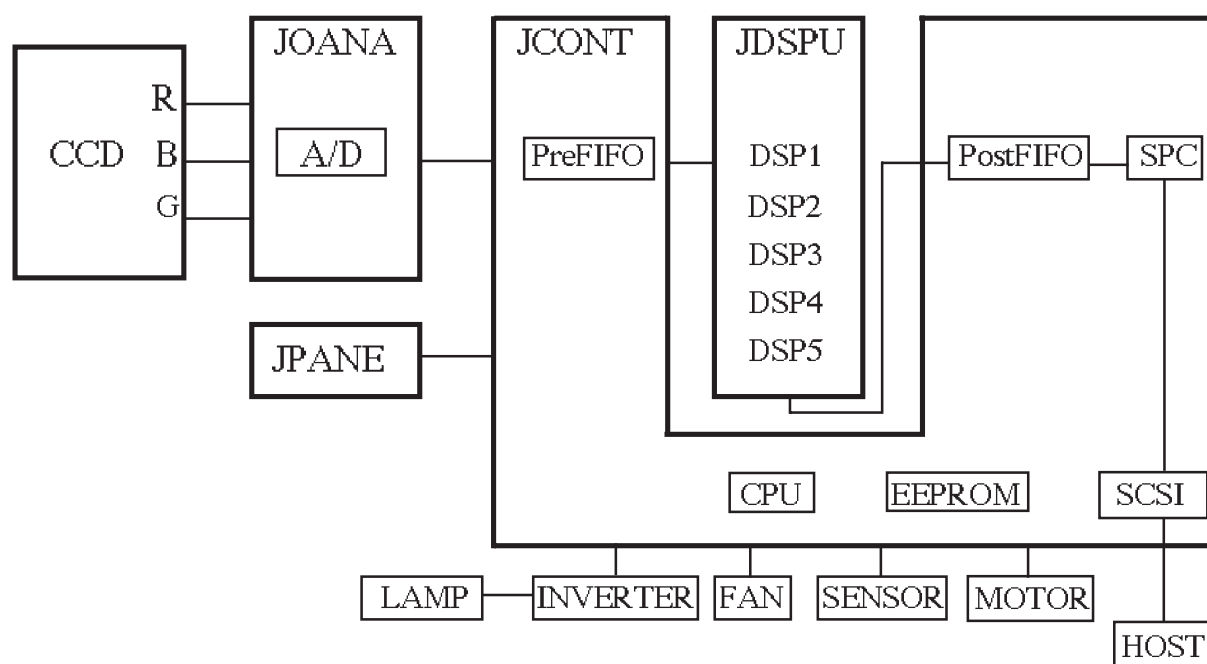 JOANA
JCONT
JDSPU
R
CCD
B
A/D
PreFIFO
DSP1
PostFIFO
SPC
G
DSP2
DSP3
DSP4
DSP5
JPANE
CPU
EEPROM
SCSI
LAMP
INVERTER
FAN
SENSOR
MOTOR
HOST